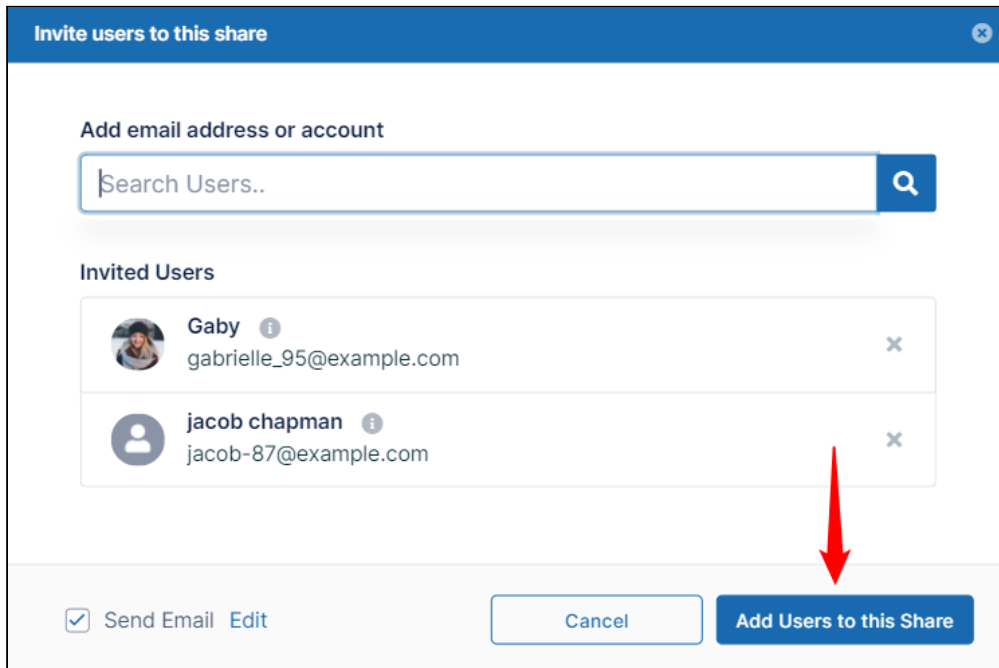 Invite users to this share
Add email address or account
Search Users..
Invited Users
Gaby
gabrielle_95@example.com
jacob chapman
jacob-87@example.com
Send Email Edit
Cancel
Add Users to this Share